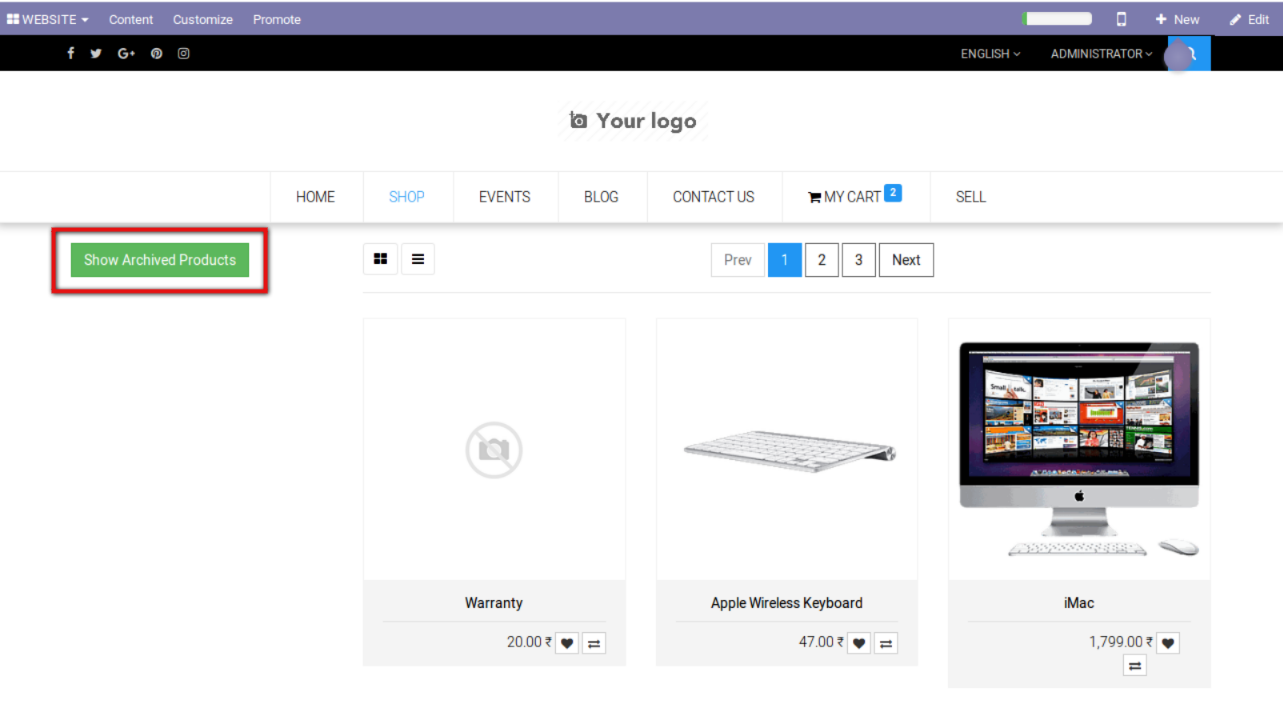 WEBSITE Content Customize Promote New Edit
ENGLISH ADMINISTRATOR
Your logo
HOME SHOP EVENTS BLOG CONTACT US MY CART 2 SELL
Show Archived Products
Prev 1 2 3 Next
Warranty
20.00 ₹
Apple Wireless Keyboard
47.00 ₹
iMac
1,799.00 ₹